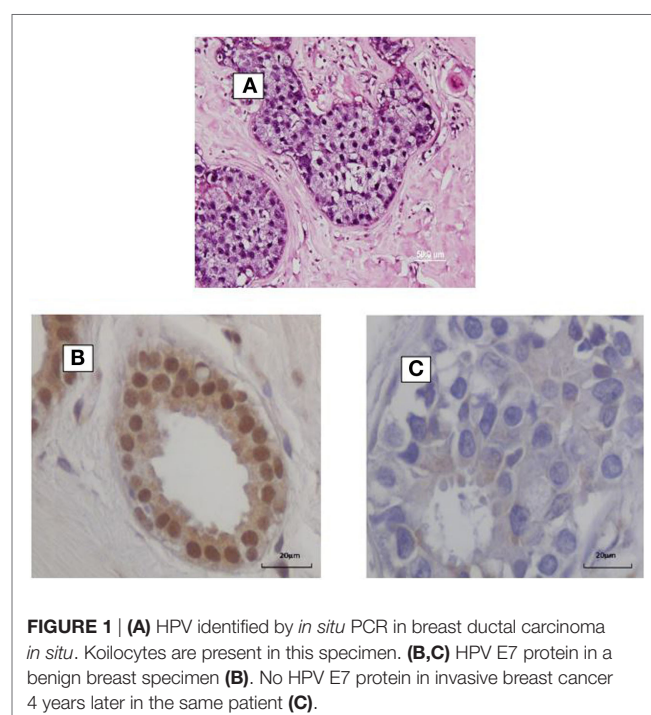 A
B
20µm
C
20µm
FIGURE 1 | (A) HPV identified by in situ PCR in breast ductal carcinoma
in situ. Koilocytes are present in this specimen. (B,C) HPV E7 protein in a
benign breast specimen (B). No HPV E7 protein in invasive breast cancer
4 years later in the same patient (C).